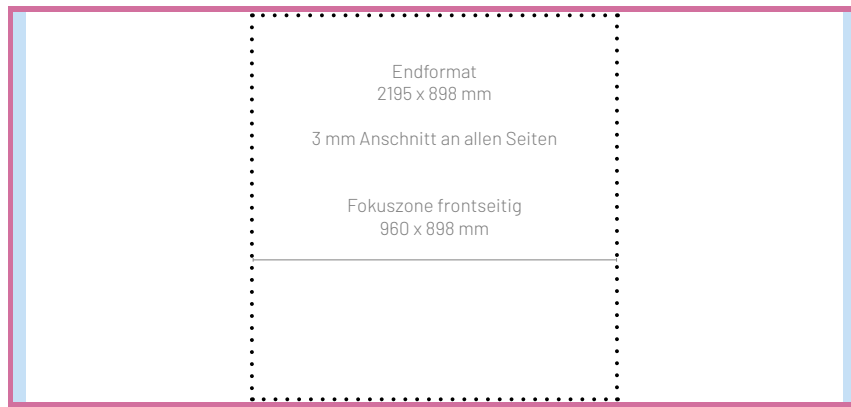 Endformat
2195 x 898 mm
3 mm Anschnitt an allen Seiten
Fokuszone frontseitig
960 x 898 mm